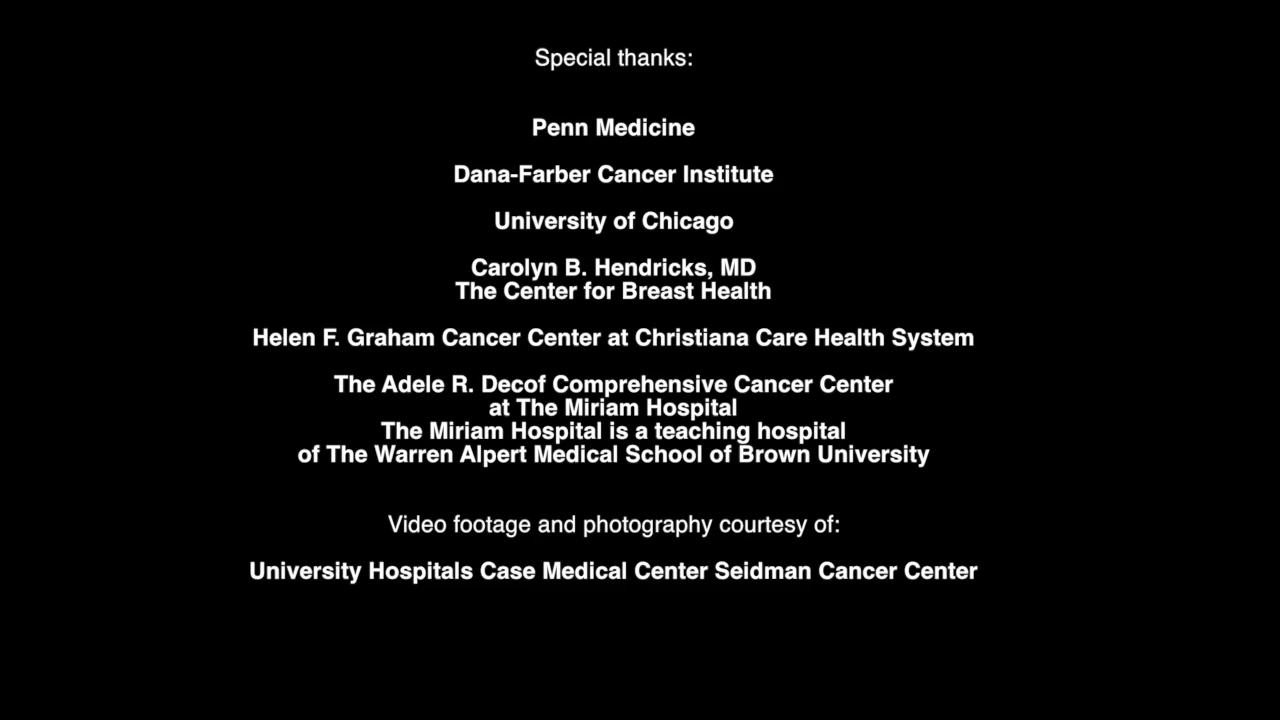 Special thanks:
Penn Medicine
Dana-Farber Cancer Institute
University of Chicago
Carolyn B. Hendricks, MD
The Center for Breast Health
Helen F. Graham Cancer Center at Christiana Care Health System
The Adele R. Decof Comprehensive Cancer Center
at The Miriam Hospital
The Miriam Hospital is a teaching hospital
of The Warren Alpert Medical School of Brown University
Video footage and photography courtesy of:
University Hospitals Case Medical Center Seidman Cancer Center